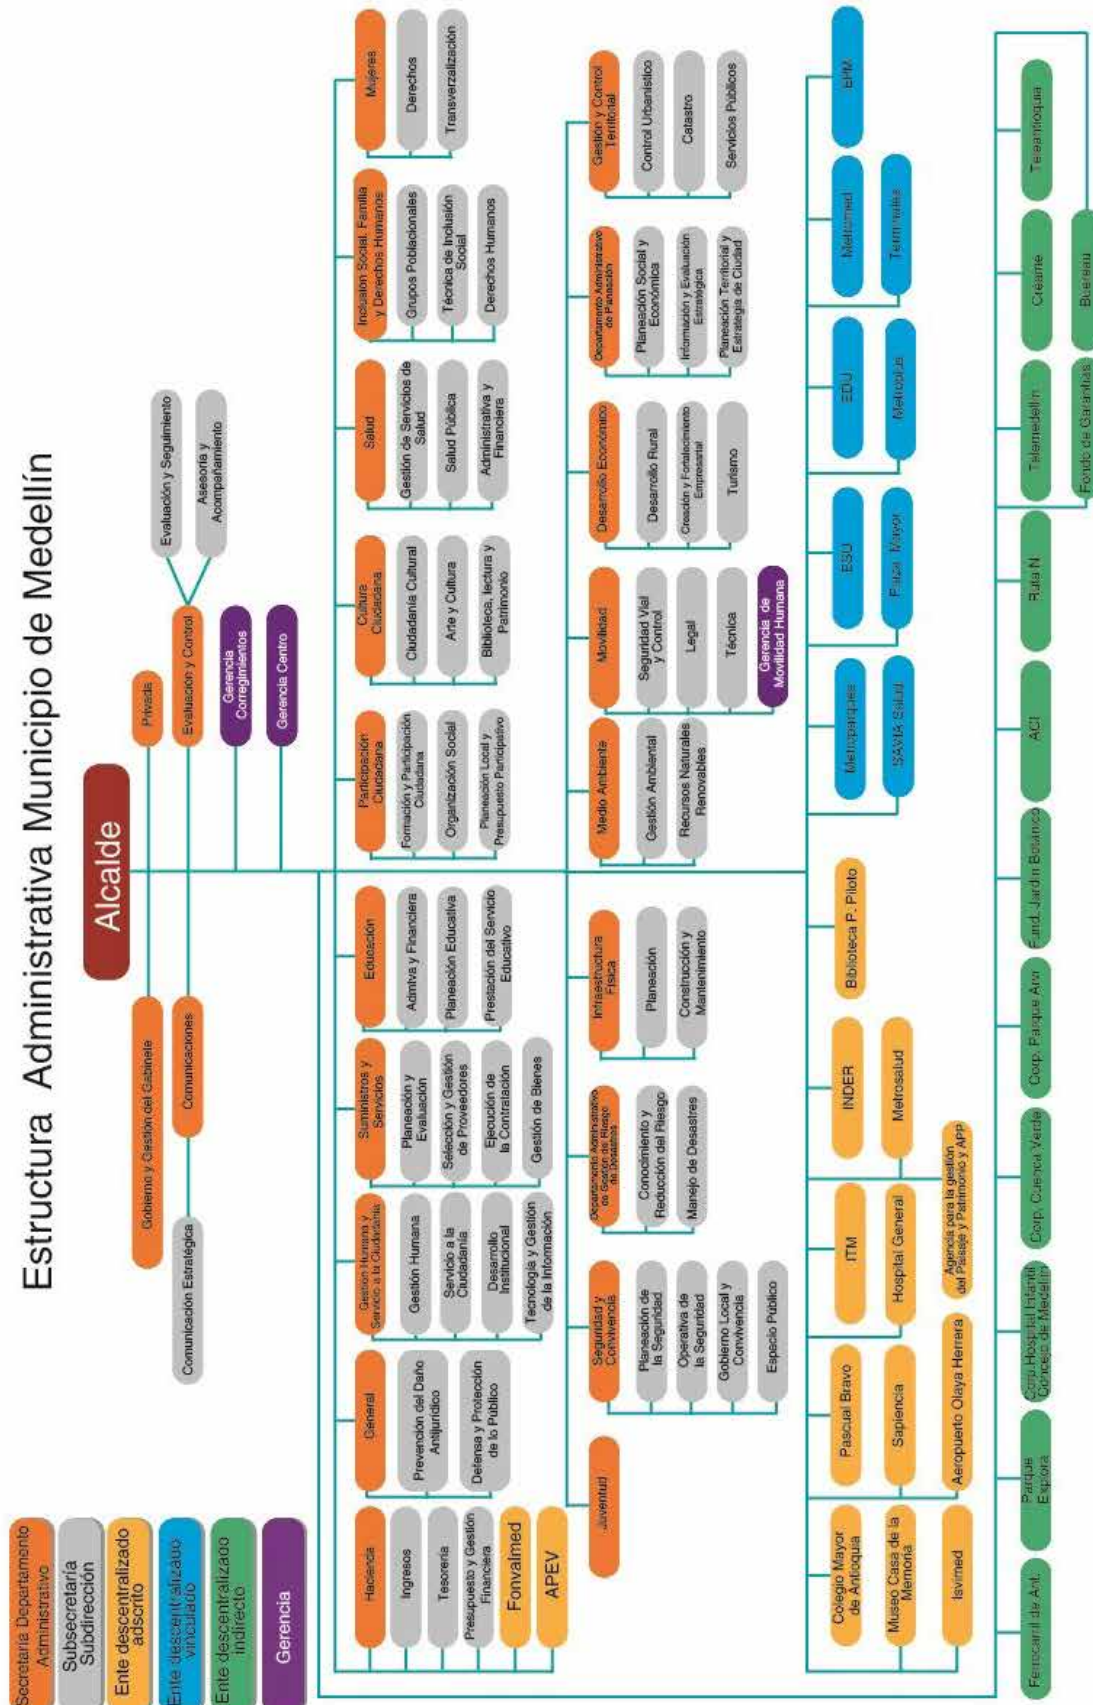 Estructura Administrativa Municipio de Medellín
Secretaría Departamento
Administrativo
Subsecretaría
Subdirección
Ente descentralizado
adscrito
Ente descentralizado
vinculado
Ente descentralizado
indirecto
Gerencia
Alcalde
Gobierno y Gestión del Gabinete
Privada
Comunicaciones
Evaluación y Control
Comunicación Estratégica
Evaluación y Seguimiento
Asesoría y
Acompañamiento
Gerencia
Corregimientos
Gerencia Centro
Haciencia
Ingresos
Tesorería
Presupuesto y Gestión
Financiera
Fonvalmed
APEV
General
Prevención del Daño
Antijurídico
Defensa y Protección
de lo Público
Gestión Humana y
Servicio a la Ciudadanía
Gestión Humana
Servicio a la
Ciudadanía
Desarrollo
Institucional
Tecnología y Gestión
de la Información
Suministros y
Servicios
Planeación y
Evaluación
Selección y Gestión
de Proveedores
Ejecución de
la Contratación
Gestión de Bienes
Educación
Admtva y Financiera
Planeación Educativa
Prestación del Servicio
Educativo
Participación
Ciudadana
Formación y Participación
Ciudadana
Organización Social
Planeación Local y
Presupuesto Participativo
Cultura
Ciudadana
Ciudadanía Cultural
Arte y Cultura
Biblioteca, lectura y
Patrimonio
Salud
Gestión de Servicios de
Salud
Salud Pública
Administrativa y
Financiera
Inclusión Social, Familia
y Derechos Humanos
Grupos Poblacionales
Técnica de Inclusión
Social
Derechos Humanos
Mujeres
Derechos
Transverzalización
Juventud
Seguridad y
Convivencia
Planeación de
la Seguridad
Operativa de
la Seguridad
Gobierno Local y
Convivencia
Espacio Público
Departamento Administrativo
de Gestión de Riesgo
de Desastres
Conocimiento y
Reducción del Riesgo
Manejo de Desastres
Infraestructura
Física
Planeación
Construcción y
Mantenimiento
Medio Ambiente
Gestión Ambiental
Recursos Naturales
Renovables
Movilidad
Seguridad Vial
y Control
Legal
Técnica
Gerencia de
Movilidad Humana
Desarrollo Económico
Desarrollo Rural
Creación y Fortalecimiento
Empresarial
Turismo
Departamento Administrativo
de Planeación
Planeación Social y
Económica
Información y Evaluación
Estratégica
Planeación Territorial y
Estrategia de Ciudad
Gestión y Control
Territorial
Control Urbanístico
Catastro
Servicios Públicos
Colegio Mayor
de Antioquia
Museo Casa de la
Memoria
Isvimed
Pascual Bravo
Sapiencia
Aeropuerto Olaya Herrera
ITM
Hospital General
Agencia para la gestión
del Paisaje y Patrimonio y APP
INDER
Metrosalud
Biblioteca P. Piloto
Metroparques
SAVIA Salud
ESU
Plaza Mayor
EDU
Metroplus
Metromed
Terminales
EPM
Ferrocarril de Ant.
Parque
Explora
Corp.Hospital Infantil
Concejo de Medellín
Corp. Cuenca Verde
Corp. Parque Arvi
Fund. Jardín Botánico
ACI
Ruta N
Telemedellín
Créame
Teleantioquia
Fondo de Garantías
Buereau